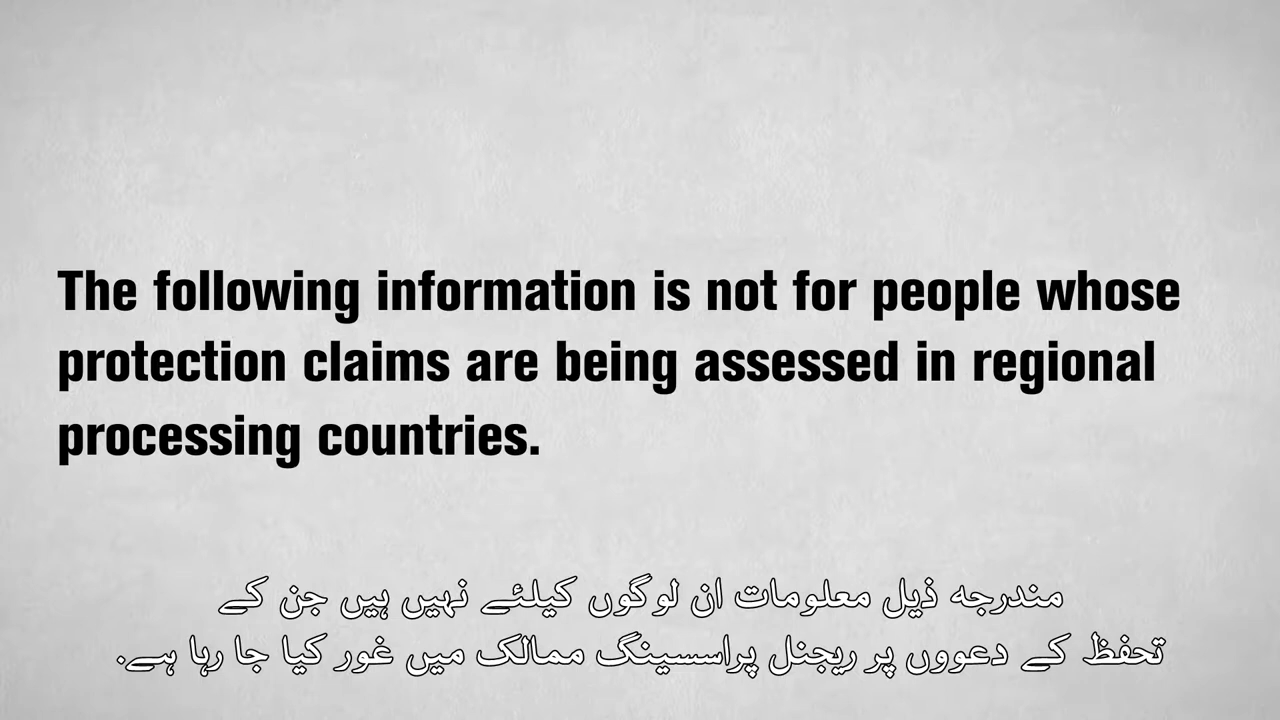 The following information is not for people whose
protection claims are being assessed in regional
processing countries.
مندرجہ ذیل معلومات ان لوگوں کیلئے نہیں ہیں جن کے
تحفظ کے دعووں پر ریجنل پراسسینگ ممالک میں غور کیا جا رہا ہے.